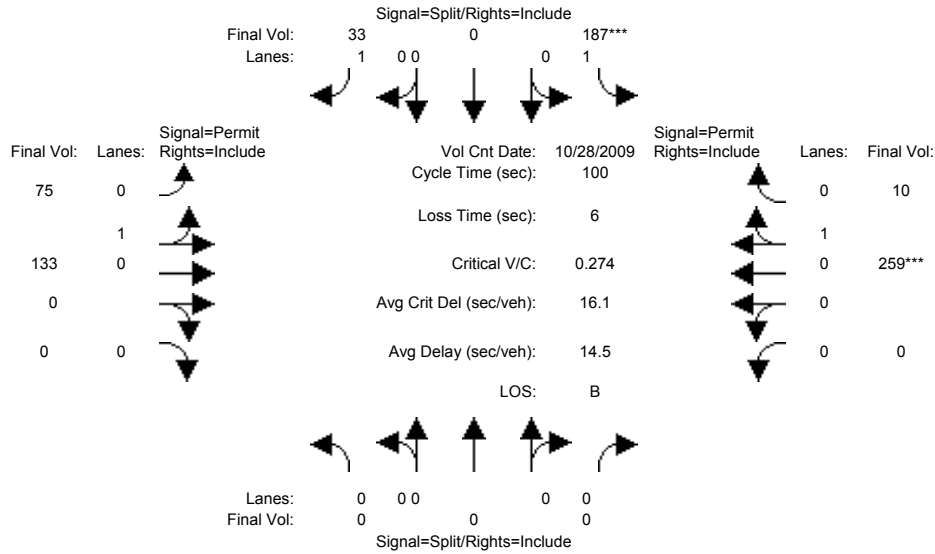 Signal=Split/Rights=Include
Final Vol: 33 0 187***
Lanes: 1 0 0 0 1
Signal=Permit Signal=Permit
Final Vol: Lanes: Rights=Include Vol Cnt Date: 10/28/2009 Rights=Include Lanes: Final Vol:
Cycle Time (sec): 100
75 0 0 10
Loss Time (sec): 6
1 1
133 0 Critical V/C: 0.274 0 259***
0 Avg Crit Del (sec/veh): 16.1 0
0 0 Avg Delay (sec/veh): 14.5 0 0
LOS: B
Lanes: 0 0 0 0 0
Final Vol: 0 0 0
Signal=Split/Rights=Include